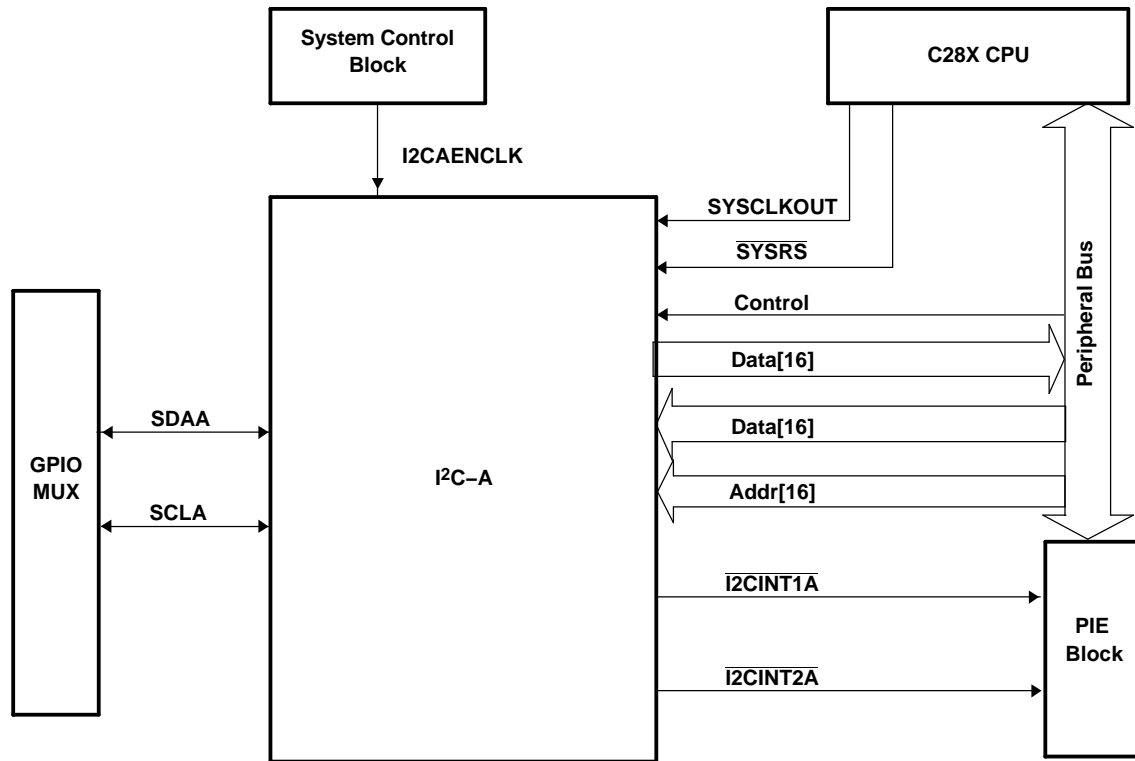 System Control
Block
C28X CPU
I2CAENCLK
SYSCLKOUT
SYSRS
Control
Data[16]
Data[16]
Addr[16]
Peripheral Bus
GPIO
MUX
SDAA
SCLA
I²C–A
I2CINT1A
I2CINT2A
PIE
Block